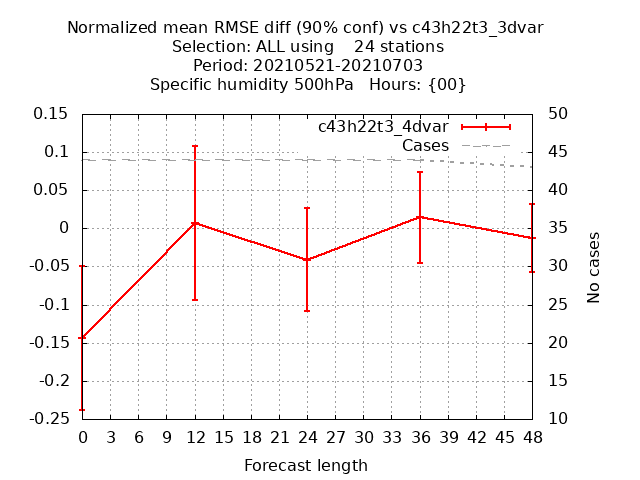 Normalized mean RMSE diff (90% conf) vs c43h22t3_3dvar
Selection: ALL using    24 stations
Period: 20210521-20210703
Specific humidity 500hPa   Hours: {00}
c43h22t3_4dvar
Cases
0.15
0.1
0.05
0
-0.05
-0.1
-0.15
-0.2
-0.25
50
45
40
35
30
25
20
15
10
No cases
0 3 6 9 12 15 18 21 24 27 30 33 36 39 42 45 48
Forecast length